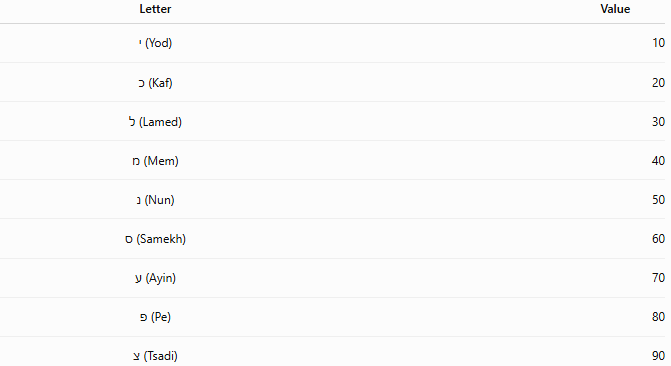 Letter Value
י (Yod) 10
כ (Kaf) 20
ל (Lamed) 30
מ (Mem) 40
נ (Nun) 50
ס (Samekh) 60
ע (Ayin) 70
פ (Pe) 80
צ (Tsadi) 90